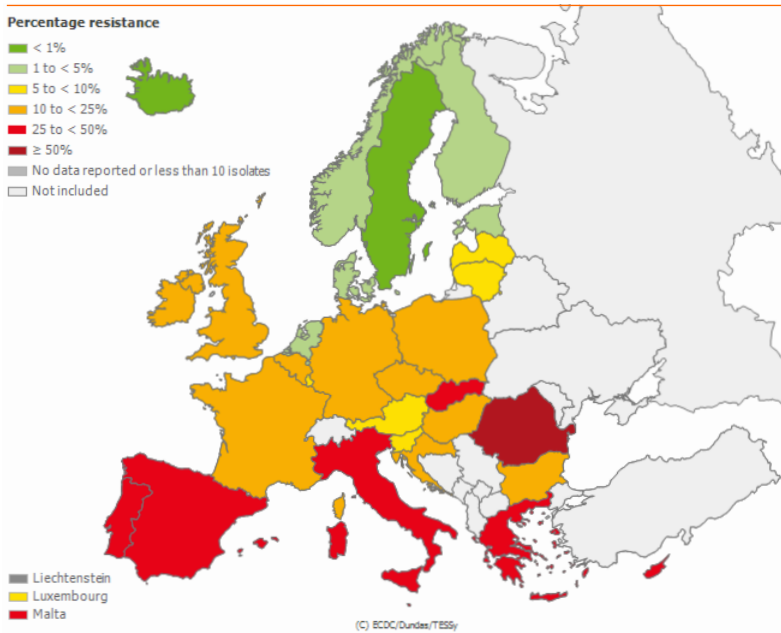 Percentage resistance
< 1%
1 to < 5%
5 to < 10%
10 to < 25%
25 to < 50%
≥ 50%
No data reported or less than 10 isolates
Not included
Liechtenstein
Luxembourg
Malta
(C) ECDC/Dundas/TESSy